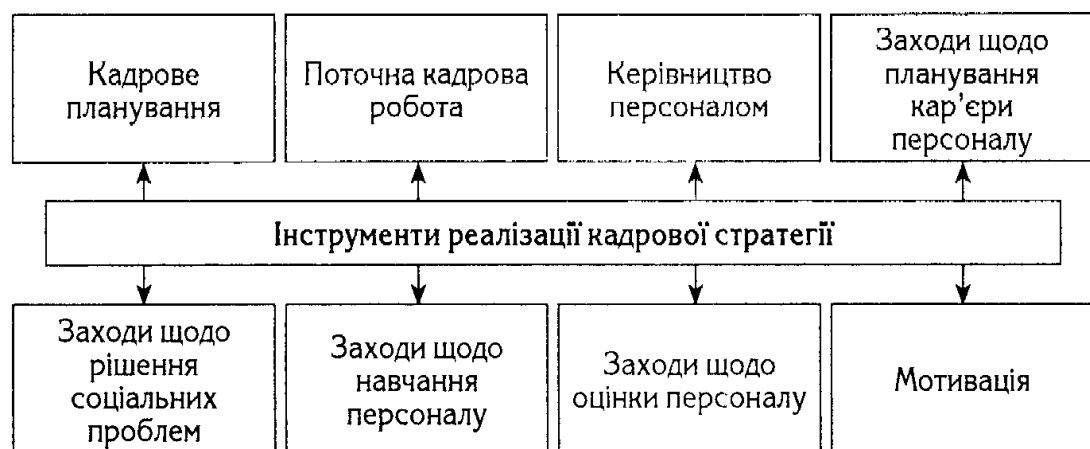 Кадрове
планування
Поточна кадрова
робота
Керівництво
персоналом
Заходи щодо
планування
кар’єри
персоналу
Інструменти реалізації кадрової стратегії
Заходи щодо
рішення
соціальних
проблем
Заходи щодо
навчання
персоналу
Заходи щодо
оцінки персоналу
Мотивація